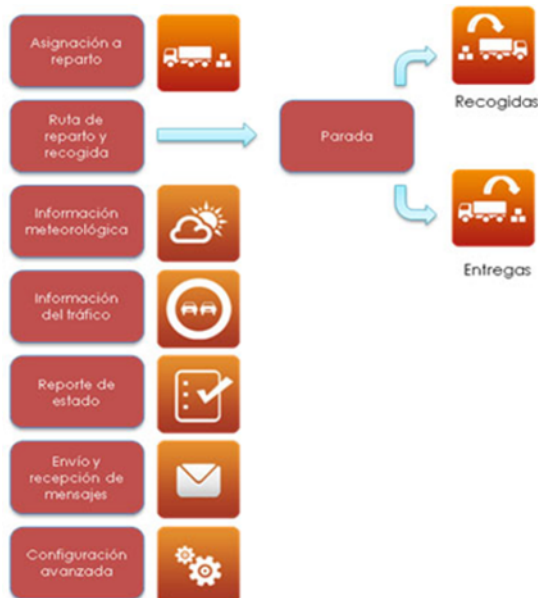 Asignación a
reparto
Recogidas
Ruta de
reparto y
recogida
Parada
Información
meteorológica
Entregas
Información
del tráfico
Reporte de
estado
Envío y
recepción de
mensajes
Configuración
avanzada